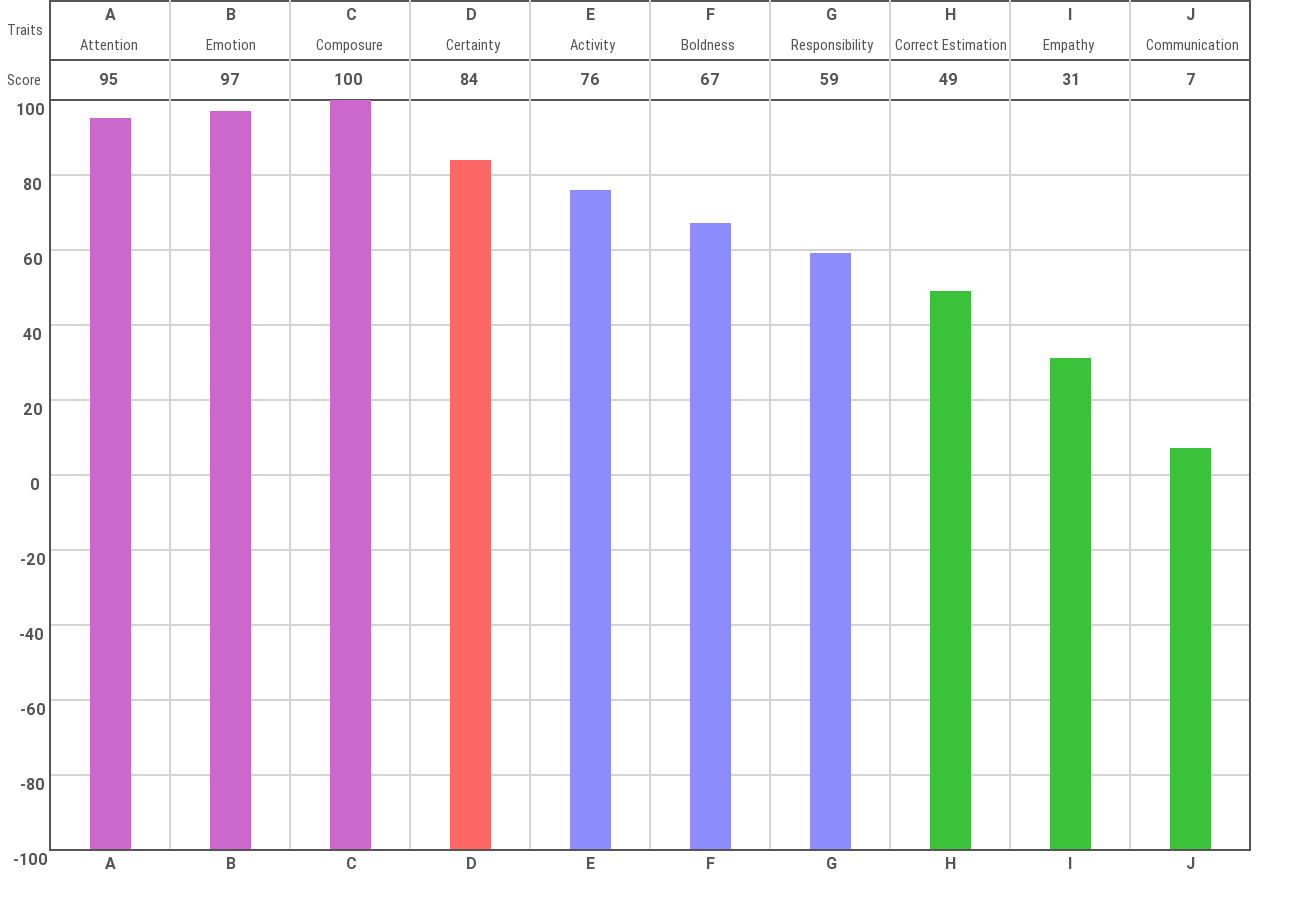 Traits
A B C D E F G H I J
Attention Emotion Composure Certainty Activity Boldness Responsibility Correct Estimation Empathy Communication
Score 95 97 100 84 76 67 59 49 31 7
100
80
60
40
20
0
-20
-40
-60
-80
-100
A B C D E F G H I J